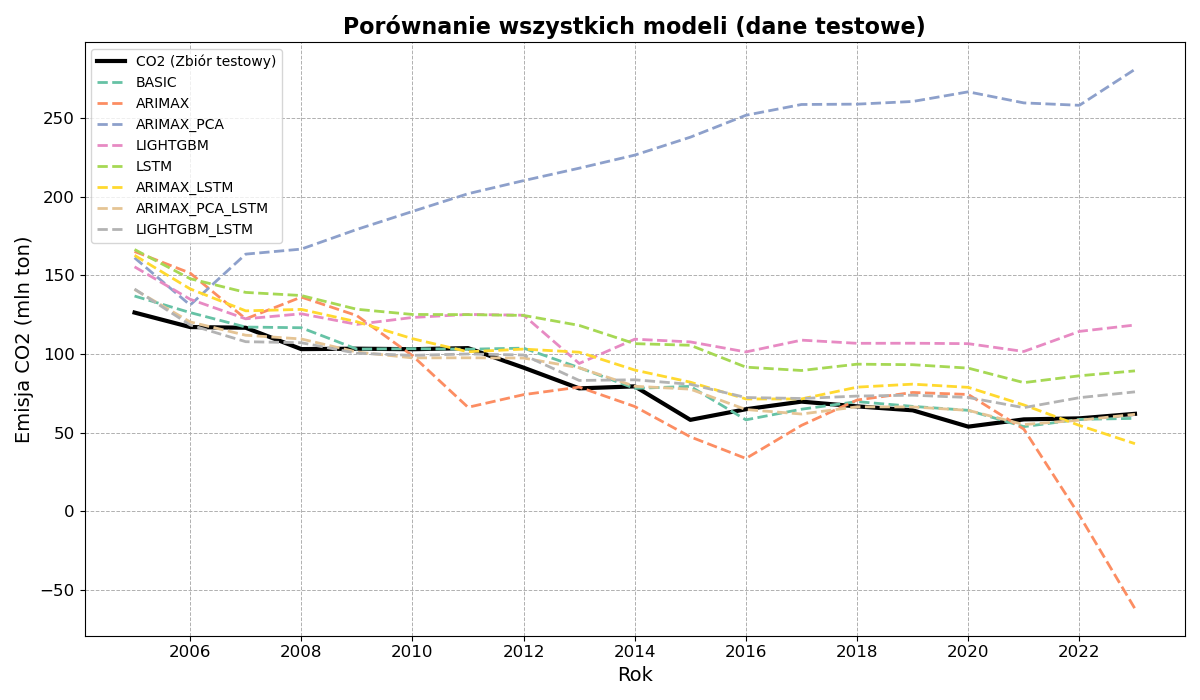 Porównanie wszystkich modeli (dane testowe)
CO2 (Zbiór testowy)
BASIC
ARIMAX
ARIMAX_PCA
LIGHTGBM
LSTM
ARIMAX_LSTM
ARIMAX_PCA_LSTM
LIGHTGBM_LSTM
Emisja CO2 (mln ton)
250
200
150
100
50
0
−50
2006 2008 2010 2012 2014 2016 2018 2020 2022
Rok